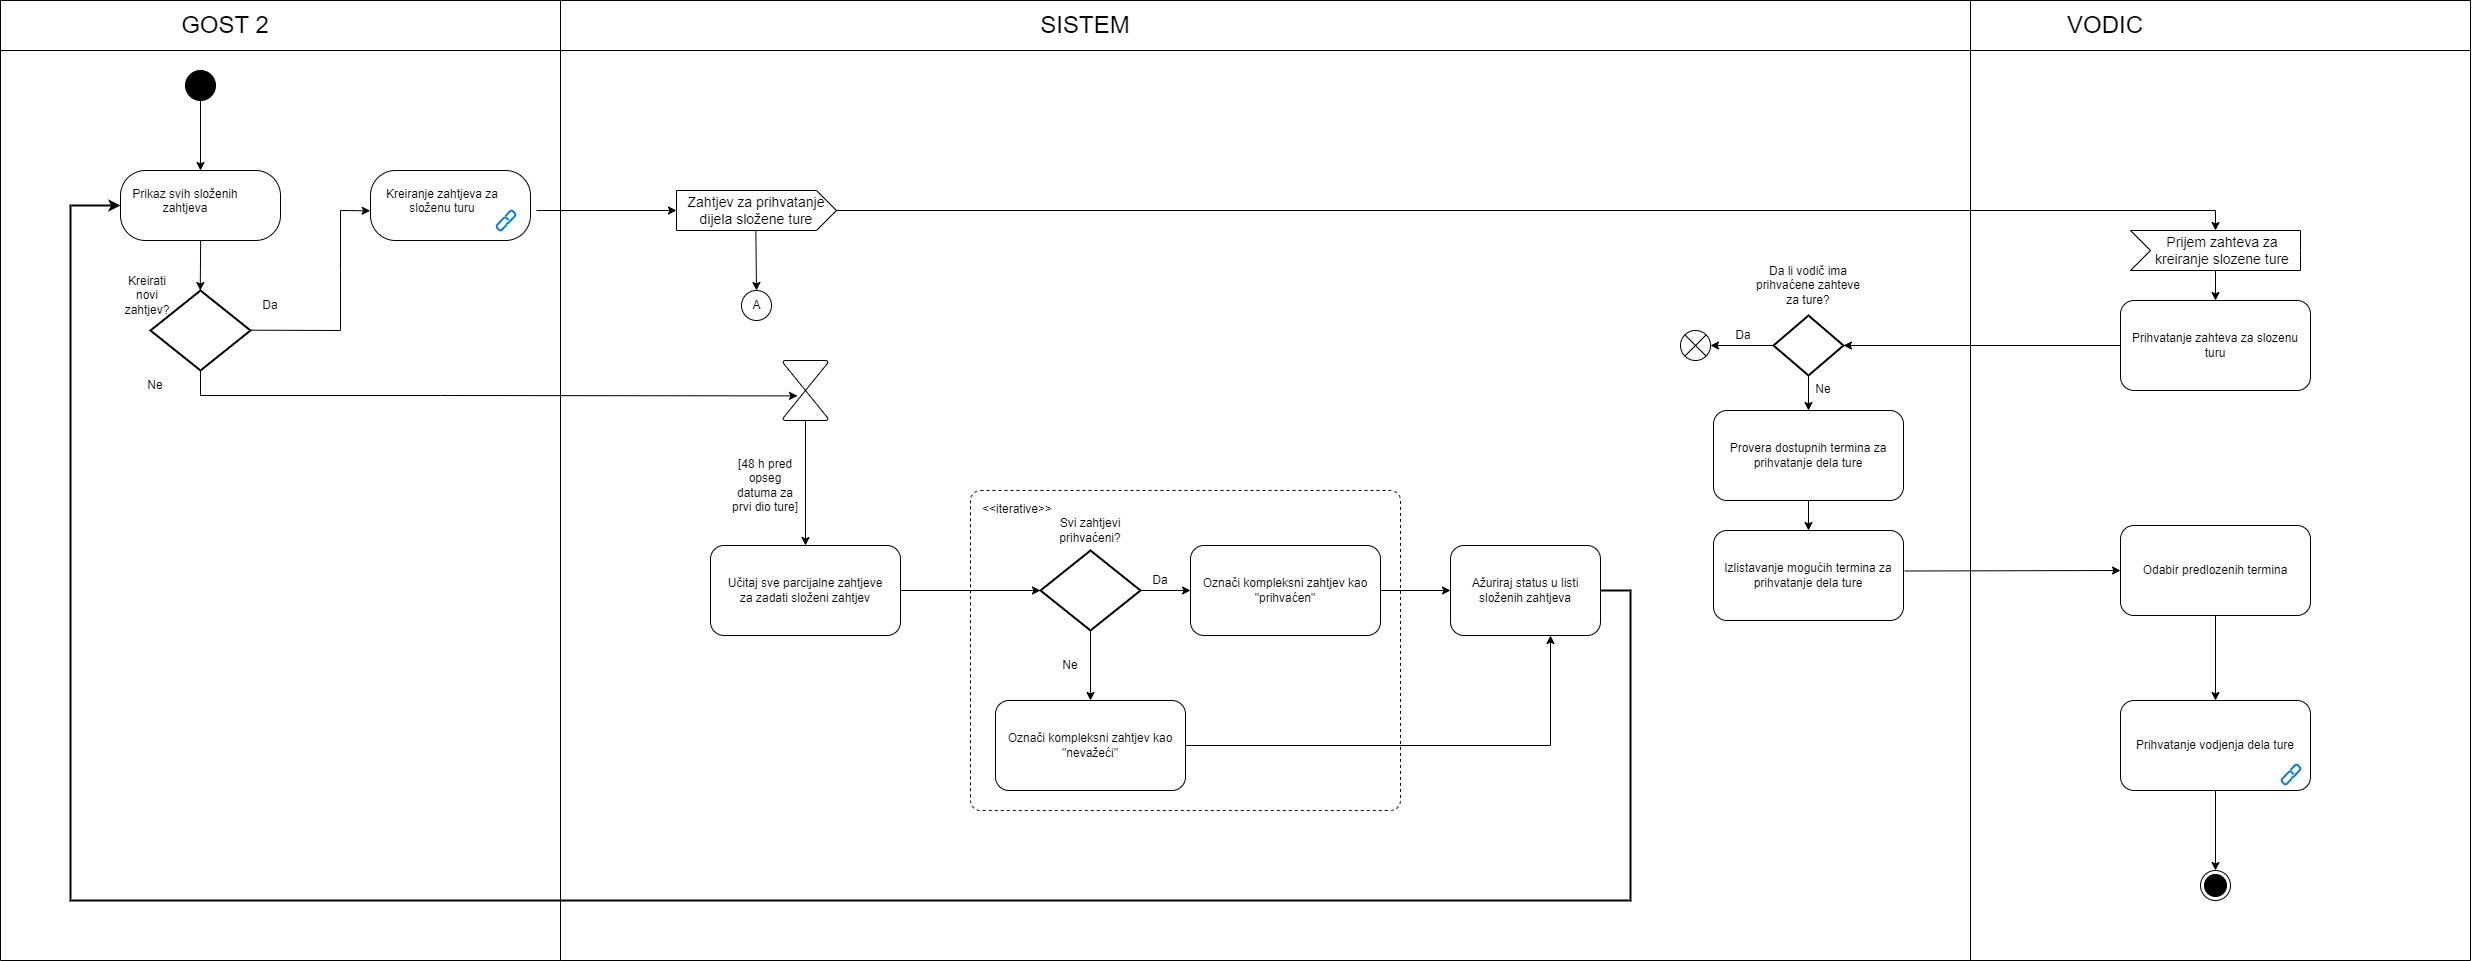 GOST 2
SISTEM
VODIC
Prikaz svih složenih
zahtjeva
Kreirati
novi
zahtjev?
Da
Ne
Kreiranje zahtjeva za
složenu turu
Zahtjev za prihvatanje
dijela složene ture
A
[48 h pred
opseg
datuma za
prvi dio ture]
Učitaj sve parcijalne zahtjeve
za zadati složeni zahtjev
<<iterative>>
Svi zahtjevi
prihvaćeni?
Da
Ne
Označi kompleksni zahtjev kao
"prihvaćen"
Označi kompleksni zahtjev kao
"nevažeći"
Ažuriraj status u listi
složenih zahtjeva
Prijem zahteva za
kreiranje slozene ture
Prihvatanje zahteva za slozenu
turu
Da li vodič ima
prihvaćene zahteve
za ture?
Da
Ne
Provera dostupnih termina za
prihvatanje dela ture
Izlistavanje mogućih termina za
prihvatanje dela ture
Odabir predlozenih termina
Prihvatanje vodjenja dela ture